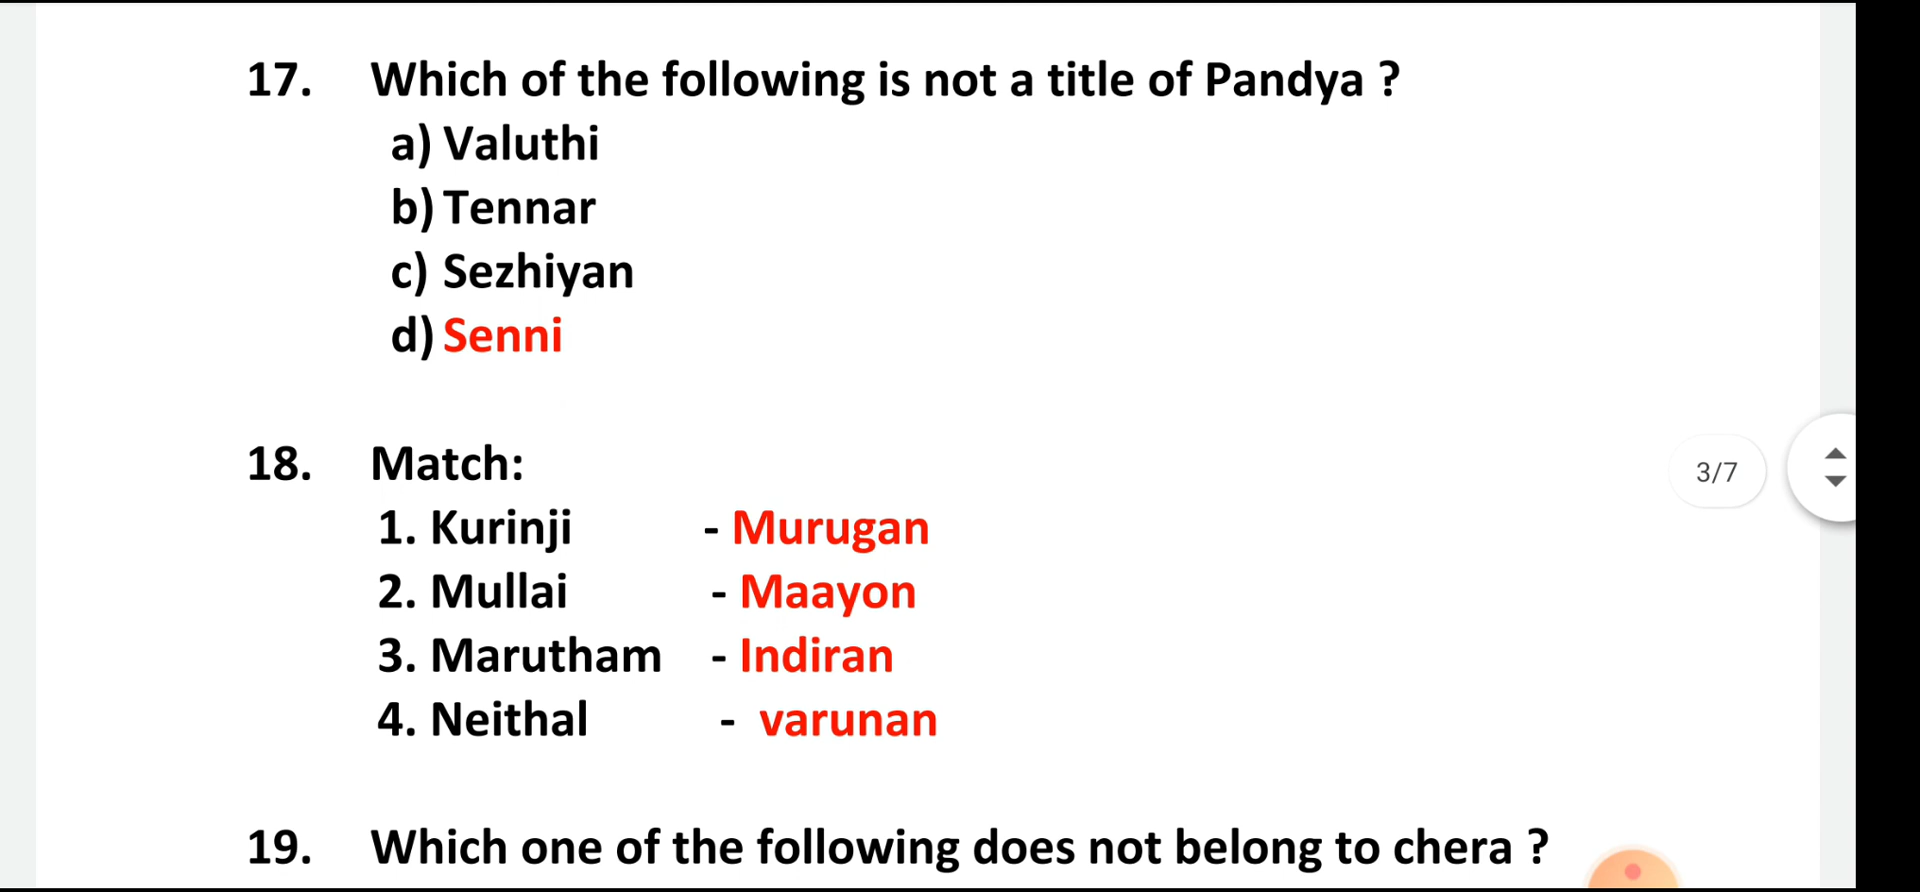 17. Which of the following is not a title of Pandya ?
a) Valuthi
b) Tennar
c) Sezhiyan
d) Senni
18. Match:
1. Kurinji - Murugan
2. Mullai - Maayon
3. Marutham - Indiran
4. Neithal - varunan
3/7
19. Which one of the following does not belong to chera ?